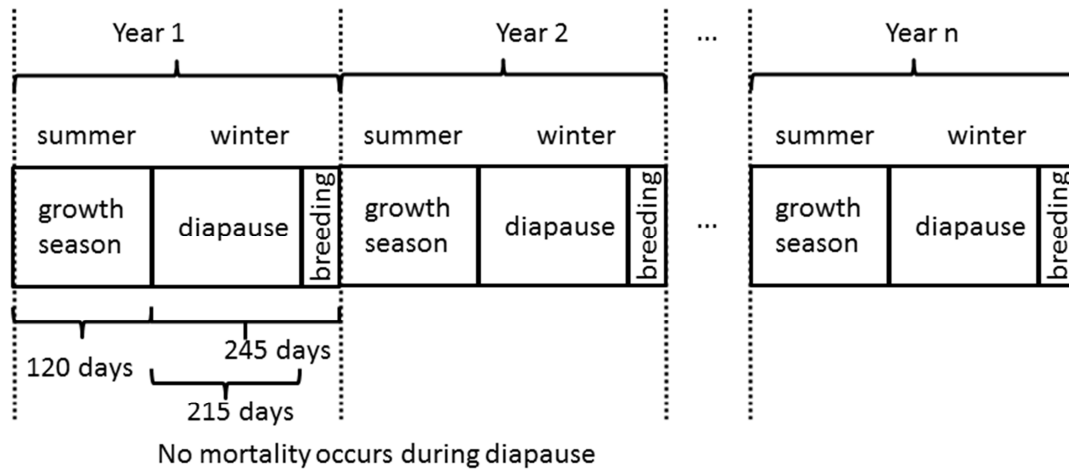 Year 1
Year 2
...
Year n
summer
winter
summer
winter
summer
winter
growth
season
diapause
breeding
growth
season
diapause
breeding
...
growth
season
diapause
breeding
120 days
245 days
215 days
No mortality occurs during diapause